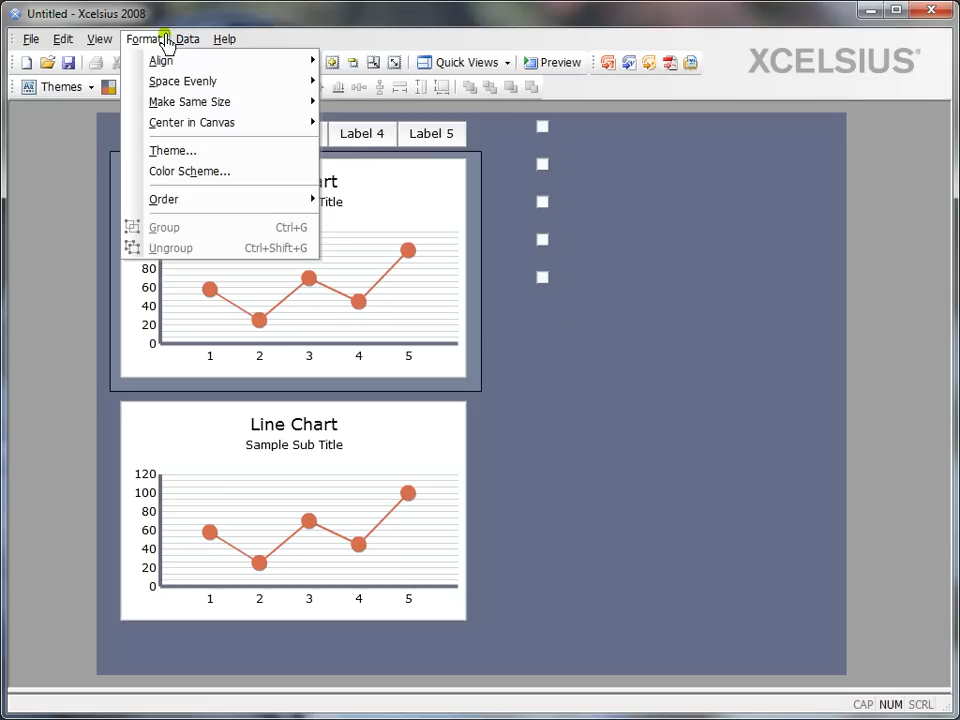 Untitled - Xcelsius 2008
File Edit View Format Data Help
Quick Views Preview
XCELSIUS®
Themes
Align
Space Evenly
Make Same Size
Center in Canvas
Theme...
Color Scheme...
Order
Group Ctrl+G
Ungroup Ctrl+Shift+G
Label 4 Label 5
art
Title
80
60
40
20
0
1 2 3 4 5
Line Chart
Sample Sub Title
120
100
80
60
40
20
0
1 2 3 4 5
CAP NUM SCRL